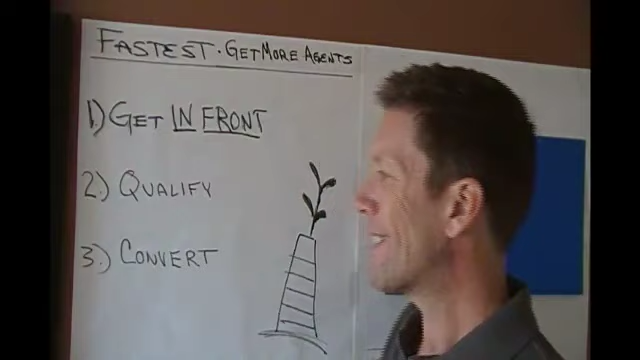 FASTEST · GET MORE AGENTS
1) GET IN FRONT
2.) QUALIFY
3.) CONVERT